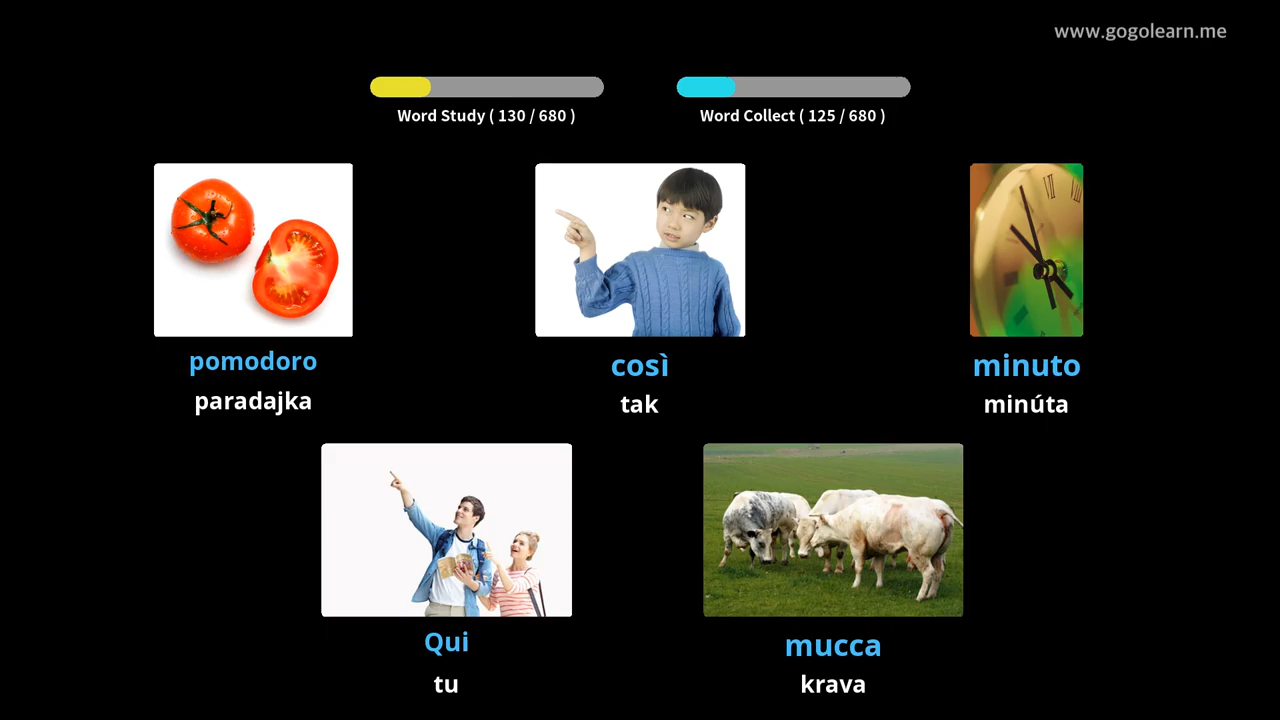 www.gogolearn.me
Word Study ( 130 / 680 )
Word Collect ( 125 / 680 )
pomodoro
paradajka
così
tak
minuto
minúta
Qui
tu
mucca
krava